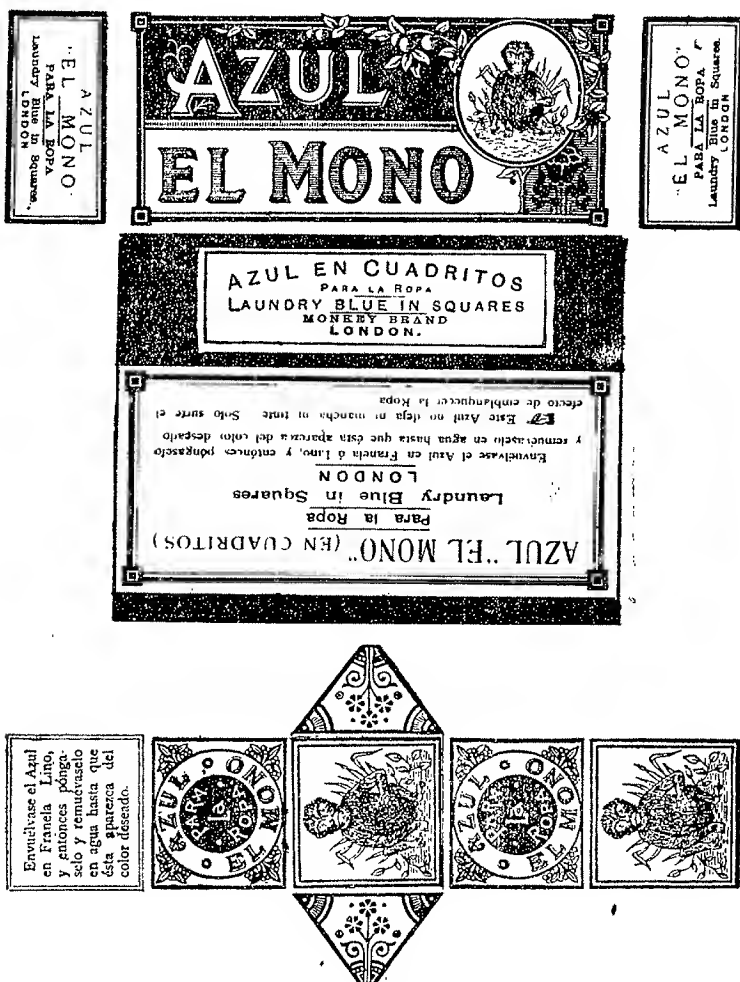 AZUL
"EL MONO"
PARA LA ROPA
Laundry Blue in Squares.
LONDON
AZUL
EL MONO
AZUL
"EL MONO"
PARA LA ROPA
Laundry Blue in Squares.
LONDON
AZUL EN CUADRITOS
PARA LA ROPA
LAUNDRY BLUE IN SQUARES
MONKEY BRAND
LONDON.
AZUL "EL MONO" (EN CUADRITOS)
Para la Ropa
Laundry Blue in Squares
LONDON
Envuelvase el Azul en Franela ó Lino, y entónces póngaselo
y remuevaselo en agua hasta que ésta aparezca del color deseado
Este Azul no deja ni mancha ni tinte Solo surte el
efecto de emblanquecer la Ropa
Envuelvase el Azul
en Franela Lino,
y entonces pónga-
selo y remuevaselo
en agua hasta que
ésta aparezca del
color deseado.
AZUL EL MONO
PARA
la
ROPA
AZUL EL MONO
PARA
la
ROPA